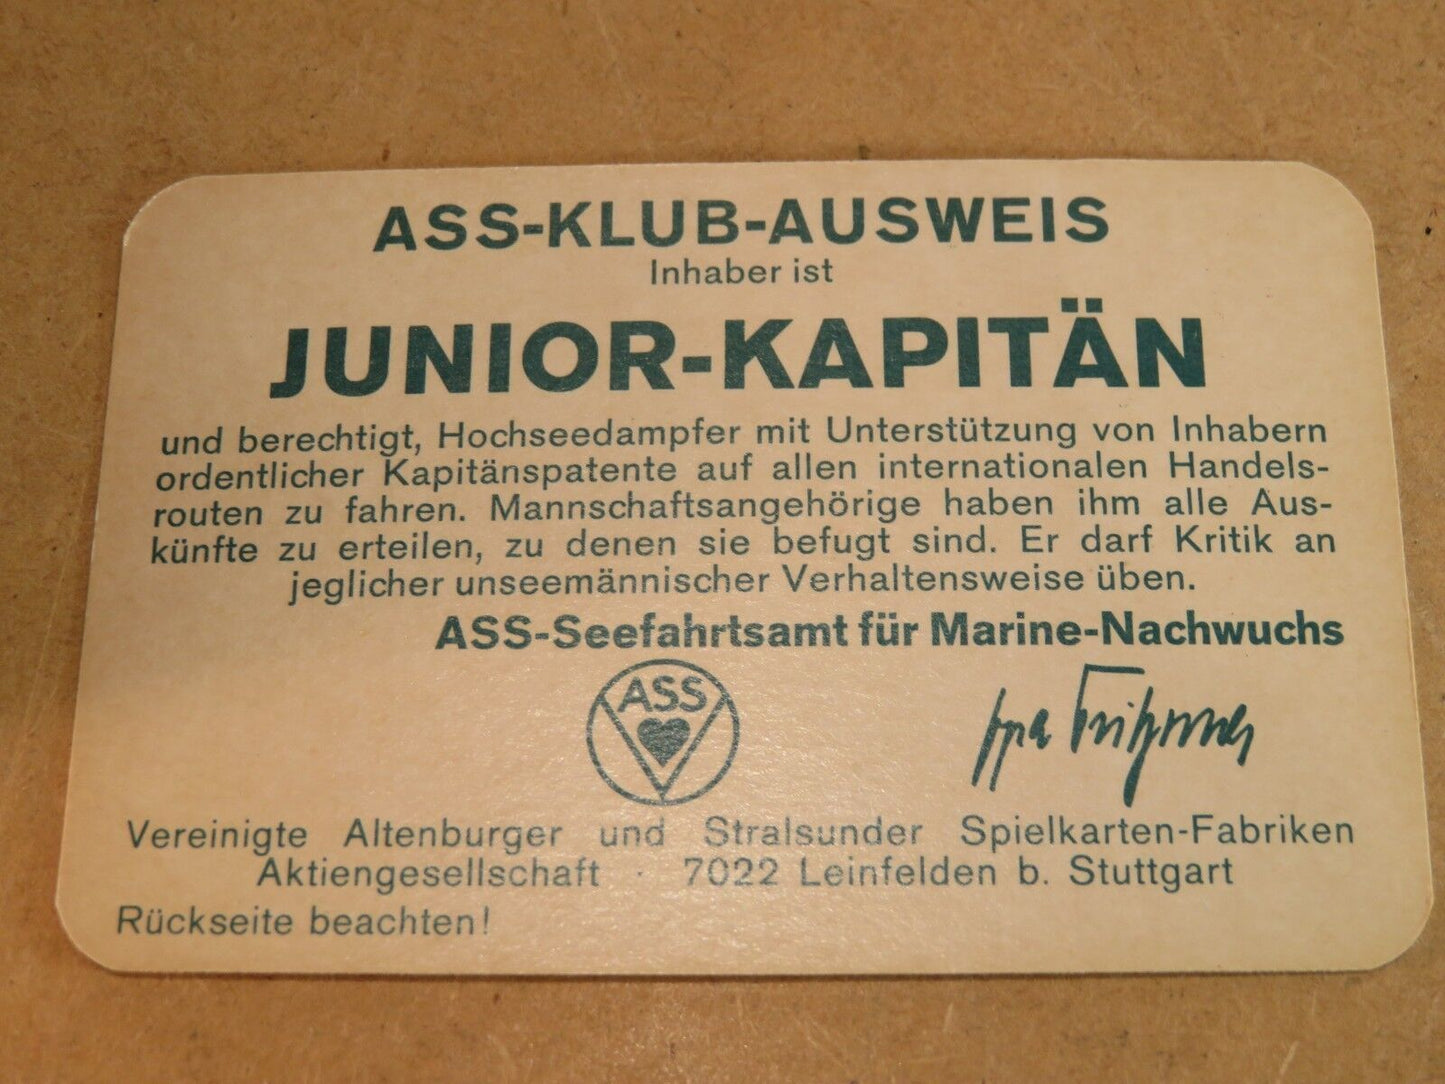 ASS-KLUB-AUSWEIS
Inhaber ist
JUNIOR-KAPITÄN
und berechtigt, Hochseedampfer mit Unterstützung von Inhabern
ordentlicher Kapitänspatente auf allen internationalen Handels-
routen zu fahren. Mannschaftsangehörige haben ihm alle Aus-
künfte zu erteilen, zu denen sie befugt sind. Er darf Kritik an
jeglicher unseemännischer Verhaltensweise üben.
ASS-Seefahrtsamt für Marine-Nachwuchs
ASS
Vereinigte Altenburger und Stralsunder Spielkarten-Fabriken
Aktiengesellschaft · 7022 Leinfelden b. Stuttgart
Rückseite beachten!